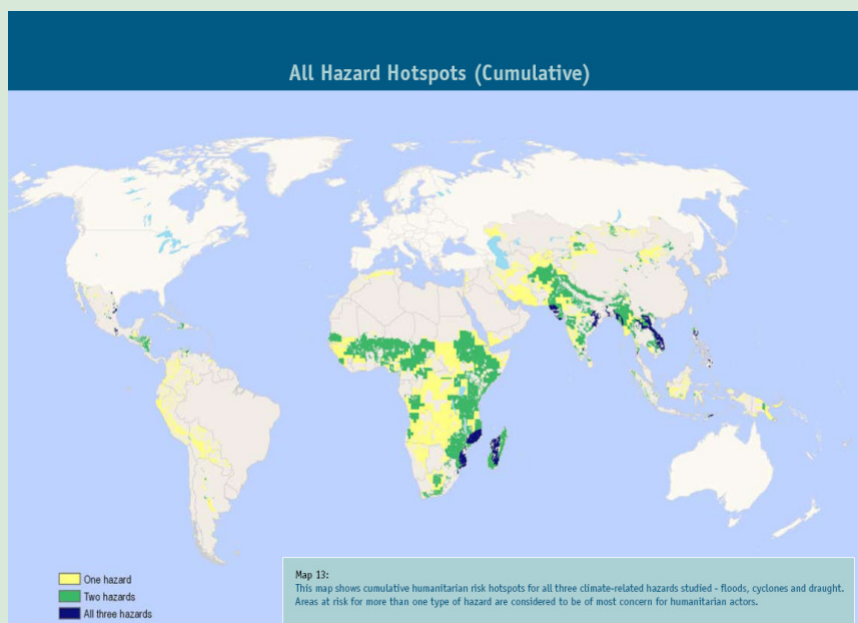 All Hazard Hotspots (Cumulative)
One hazard
Two hazards
All three hazards
Map 13:
This map shows cumulative humanitarian risk hotspots for all three climate-related hazards studied - floods, cyclones and draught.
Areas at risk for more than one type of hazard are considered to be of most concern for humanitarian actors.